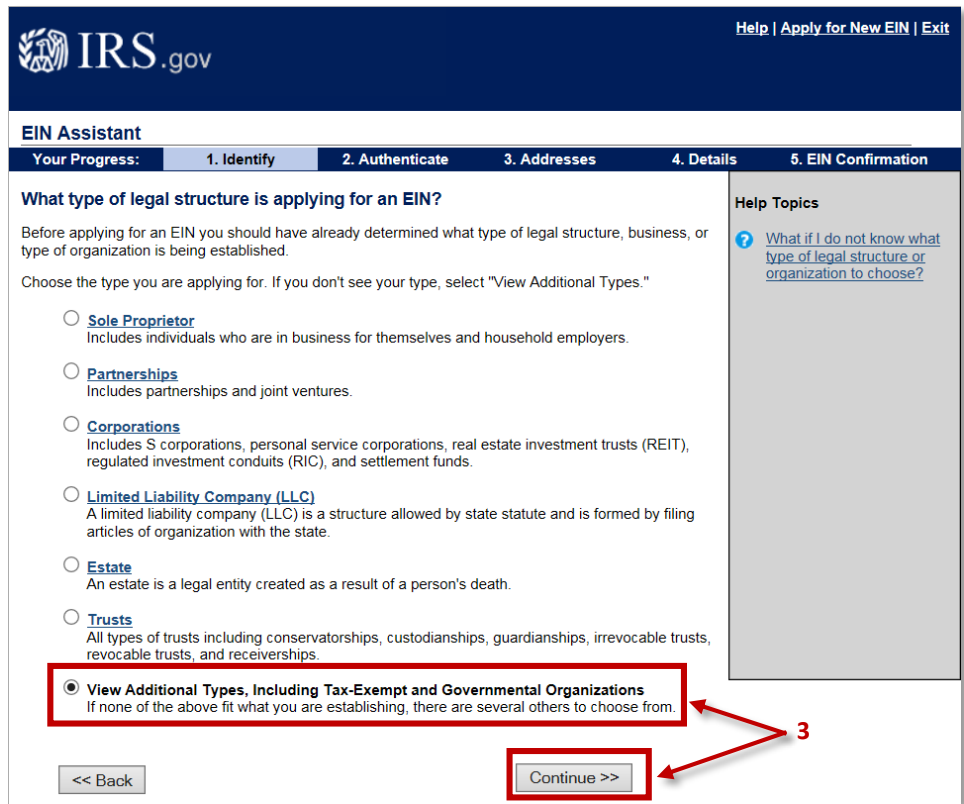 IRS.gov
Help | Apply for New EIN | Exit
EIN Assistant
Your Progress: 1. Identify 2. Authenticate 3. Addresses 4. Details 5. EIN Confirmation
What type of legal structure is applying for an EIN?
Before applying for an EIN you should have already determined what type of legal structure, business, or
type of organization is being established.
Choose the type you are applying for. If you don't see your type, select "View Additional Types."
Sole Proprietor
Includes individuals who are in business for themselves and household employers.
Partnerships
Includes partnerships and joint ventures.
Corporations
Includes S corporations, personal service corporations, real estate investment trusts (REIT),
regulated investment conduits (RIC), and settlement funds.
Limited Liability Company (LLC)
A limited liability company (LLC) is a structure allowed by state statute and is formed by filing
articles of organization with the state.
Estate
An estate is a legal entity created as a result of a person's death.
Trusts
All types of trusts including conservatorships, custodianships, guardianships, irrevocable trusts,
revocable trusts, and receiverships.
View Additional Types, Including Tax-Exempt and Governmental Organizations
If none of the above fit what you are establishing, there are several others to choose from.
3
<< Back
Continue >>
Help Topics
?
What if I do not know what
type of legal structure or
organization to choose?